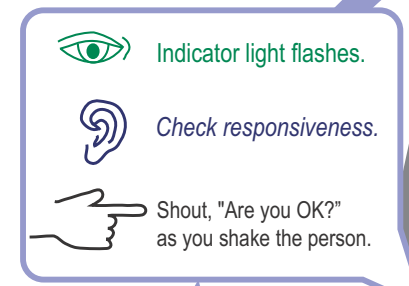 Indicator light flashes.
Check responsiveness.
Shout, "Are you OK?”
as you shake the person.